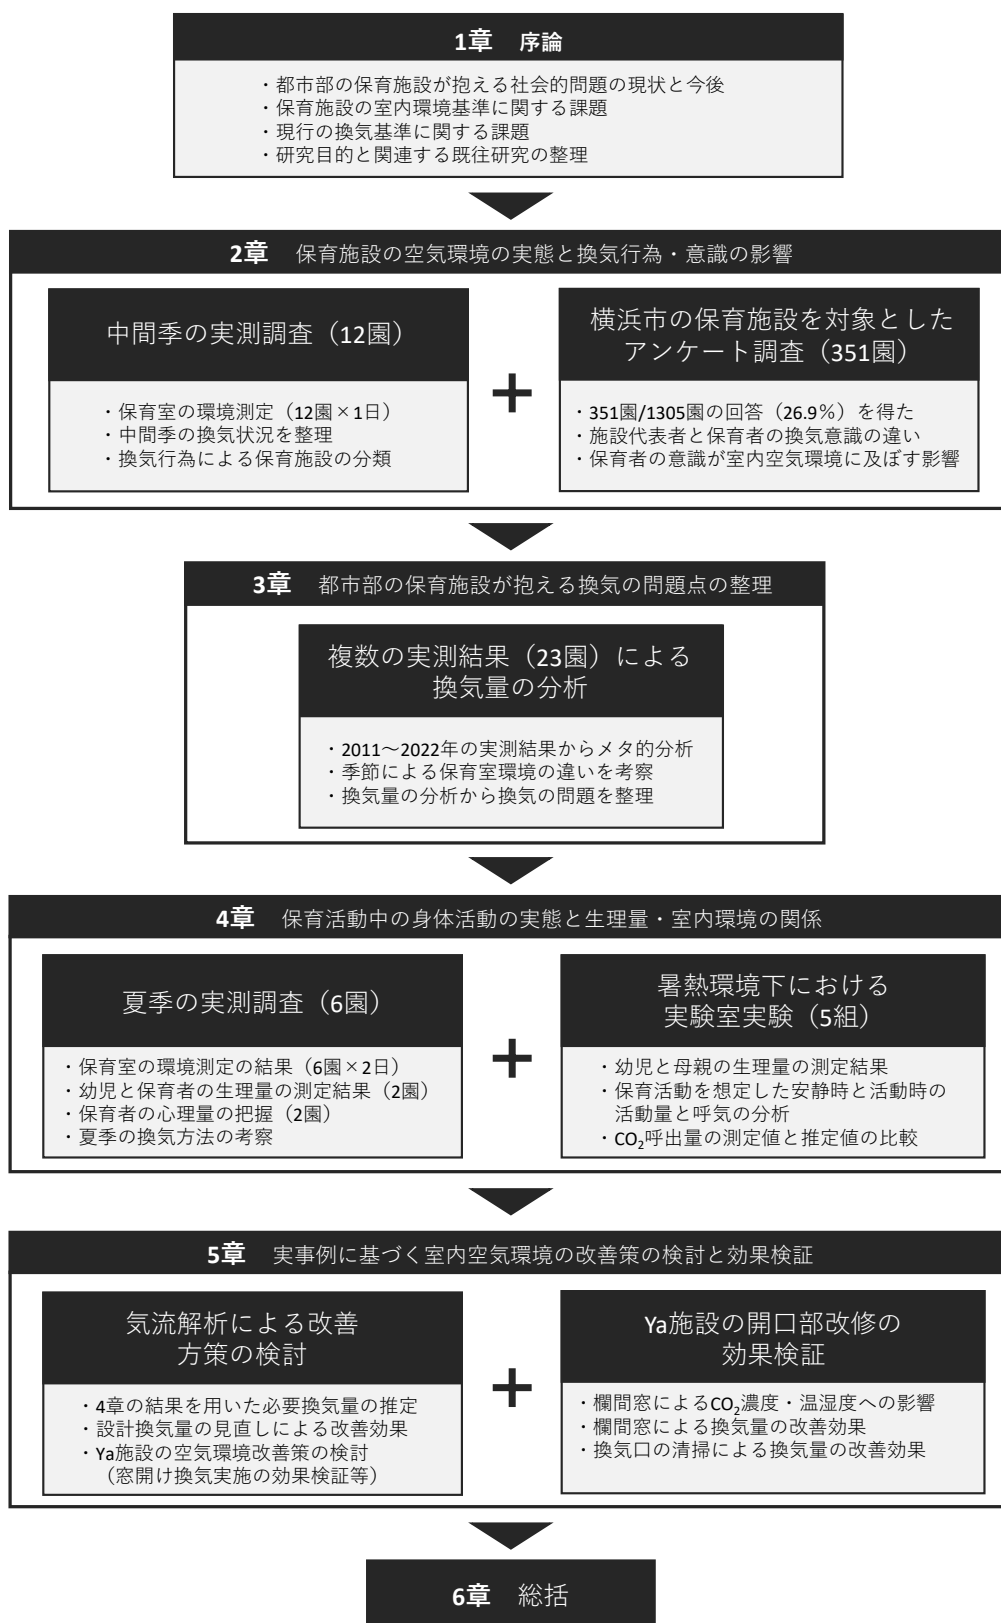 1章 序論
・都市部の保育施設が抱える社会的問題の現状と今後
・保育施設の室内環境基準に関する課題
・現行の換気基準に関する課題
・研究目的と関連する既往研究の整理
2章 保育施設の空気環境の実態と換気行為・意識の影響
中間季の実測調査（12園）
・保育室の環境測定（12園×1日）
・中間季の換気状況を整理
・換気行為による保育施設の分類
+
横浜市の保育施設を対象とした
アンケート調査（351園）
・351園/1305園の回答（26.9%）を得た
・施設代表者と保育者の換気意識の違い
・保育者の意識が室内空気環境に及ぼす影響
3章 都市部の保育施設が抱える換気の問題点の整理
複数の実測結果（23園）による
換気量の分析
・2011～2022年の実測結果からメタ的分析
・季節による保育室環境の違いを考察
・換気量の分析から換気の問題を整理
4章 保育活動中の身体活動の実態と生理量・室内環境の関係
夏季の実測調査（6園）
・保育室の環境測定の結果（6園×2日）
・幼児と保育者の生理量の測定結果（2園）
・保育者の心理量の把握（2園）
・夏季の換気方法の考察
+
暑熱環境下における
実験室実験（5組）
・幼児と母親の生理量の測定結果
・保育活動を想定した安静時と活動時の
活動量と呼気の分析
・CO₂呼出量の測定値と推定値の比較
5章 実事例に基づく室内空気環境の改善策の検討と効果検証
気流解析による改善
方策の検討
・4章の結果を用いた必要換気量の推定
・設計換気量の見直しによる改善効果
・Ya施設の空気環境改善策の検討
（窓開け換気実施の効果検証等）
+
Ya施設の開口部改修の
効果検証
・欄間窓によるCO₂濃度・温湿度への影響
・欄間窓による換気量の改善効果
・換気口の清掃による換気量の改善効果
6章 総括